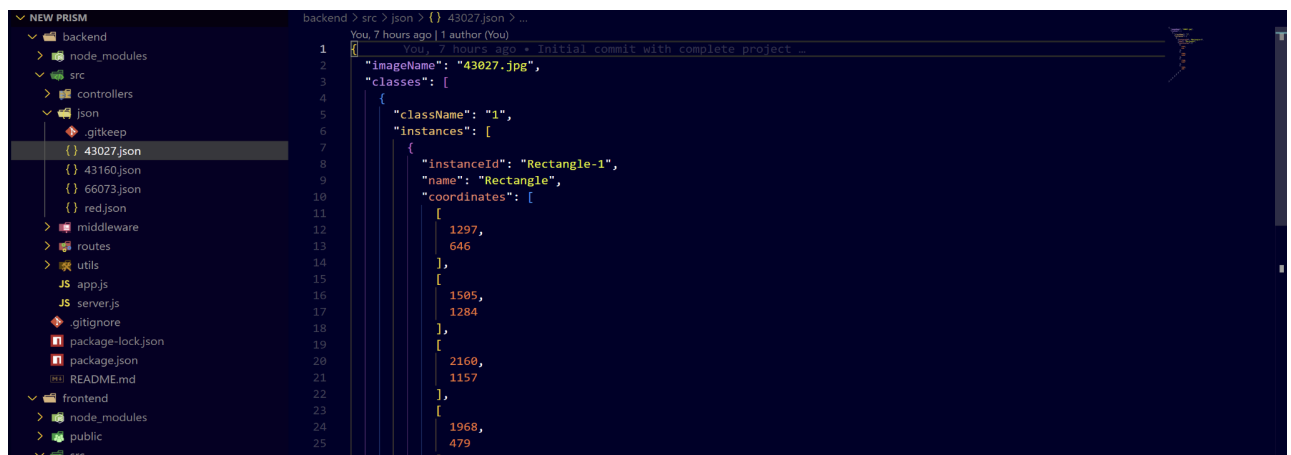 NEW PRISM
backend
node_modules
src
controllers
json
.gitkeep
{} 43027.json
{} 43160.json
{} 66073.json
{} red.json
middleware
routes
utils
JS app.js
JS server.js
.gitignore
package-lock.json
package.json
README.md
frontend
node_modules
public
src
backend > src > json > {} 43027.json > ...
You, 7 hours ago | 1 author (You)
1 { You, 7 hours ago • Initial commit with complete project …
2 "imageName": "43027.jpg",
3 "classes": [
4 {
5 "className": "1",
6 "instances": [
7 {
8 "instanceId": "Rectangle-1",
9 "name": "Rectangle",
10 "coordinates": [
11 [
12 1297,
13 646
14 ],
15 [
16 1505,
17 1284
18 ],
19 [
20 2160,
21 1157
22 ],
23 [
24 1968,
25 479